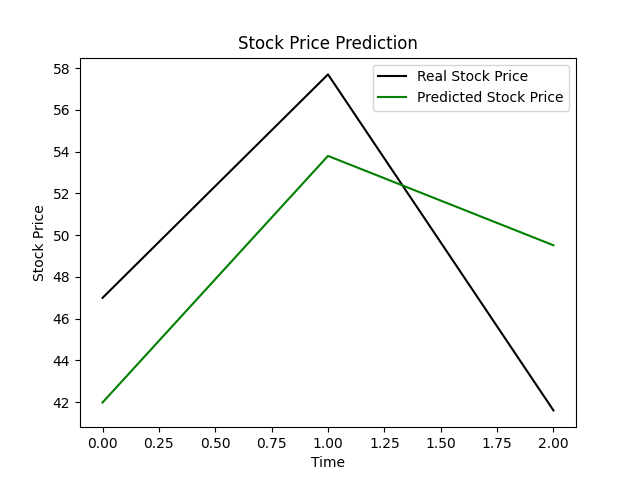 Stock Price Prediction
Real Stock Price
Predicted Stock Price
Stock Price
58
56
54
52
50
48
46
44
42
0.00 0.25 0.50 0.75 1.00 1.25 1.50 1.75 2.00
Time